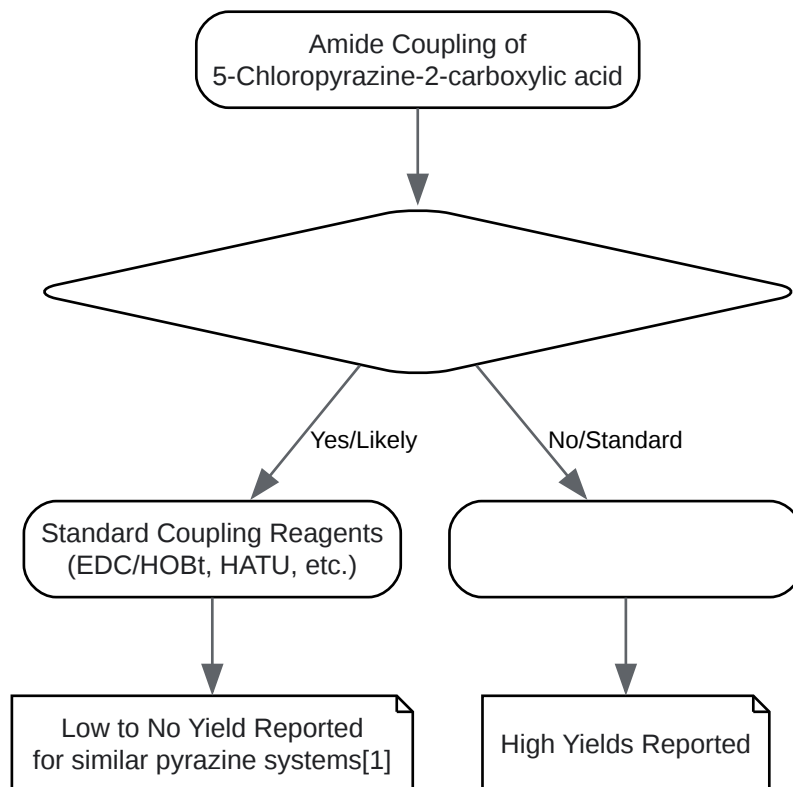 Amide Coupling of
5-Chloropyrazine-2-carboxylic acid
Yes/Likely
No/Standard
Standard Coupling Reagents
(EDC/HOBt, HATU, etc.)
Low to No Yield Reported
for similar pyrazine systems[1]
High Yields Reported